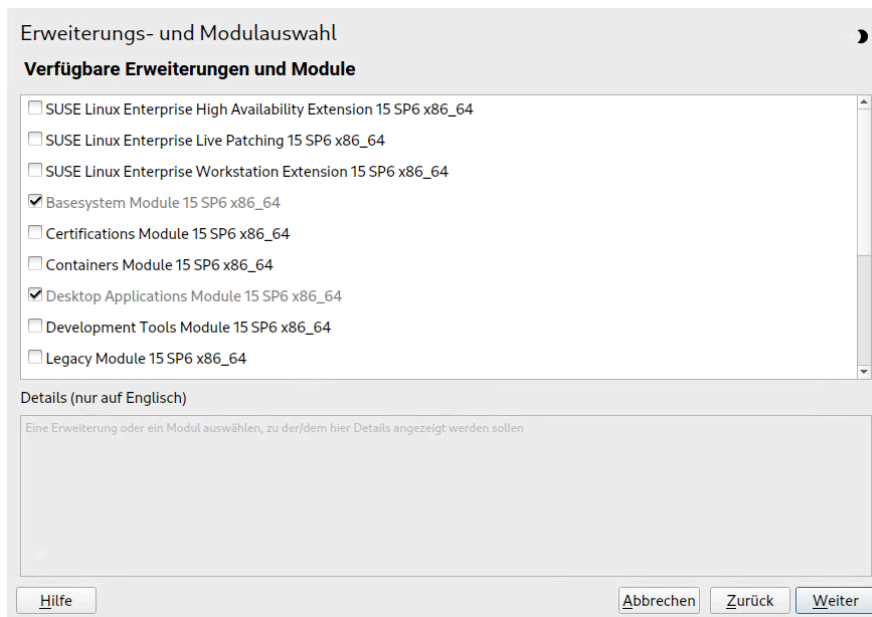 Erweiterungs- und Modulauswahl
Verfügbare Erweiterungen und Module
SUSE Linux Enterprise High Availability Extension 15 SP6 x86_64
SUSE Linux Enterprise Live Patching 15 SP6 x86_64
SUSE Linux Enterprise Workstation Extension 15 SP6 x86_64
Basesystem Module 15 SP6 x86_64
Certifications Module 15 SP6 x86_64
Containers Module 15 SP6 x86_64
Desktop Applications Module 15 SP6 x86_64
Development Tools Module 15 SP6 x86_64
Legacy Module 15 SP6 x86_64
Details (nur auf Englisch)
Eine Erweiterung oder ein Modul auswählen, zu der/dem hier Details angezeigt werden sollen
Hilfe Abbrechen Zurück Weiter